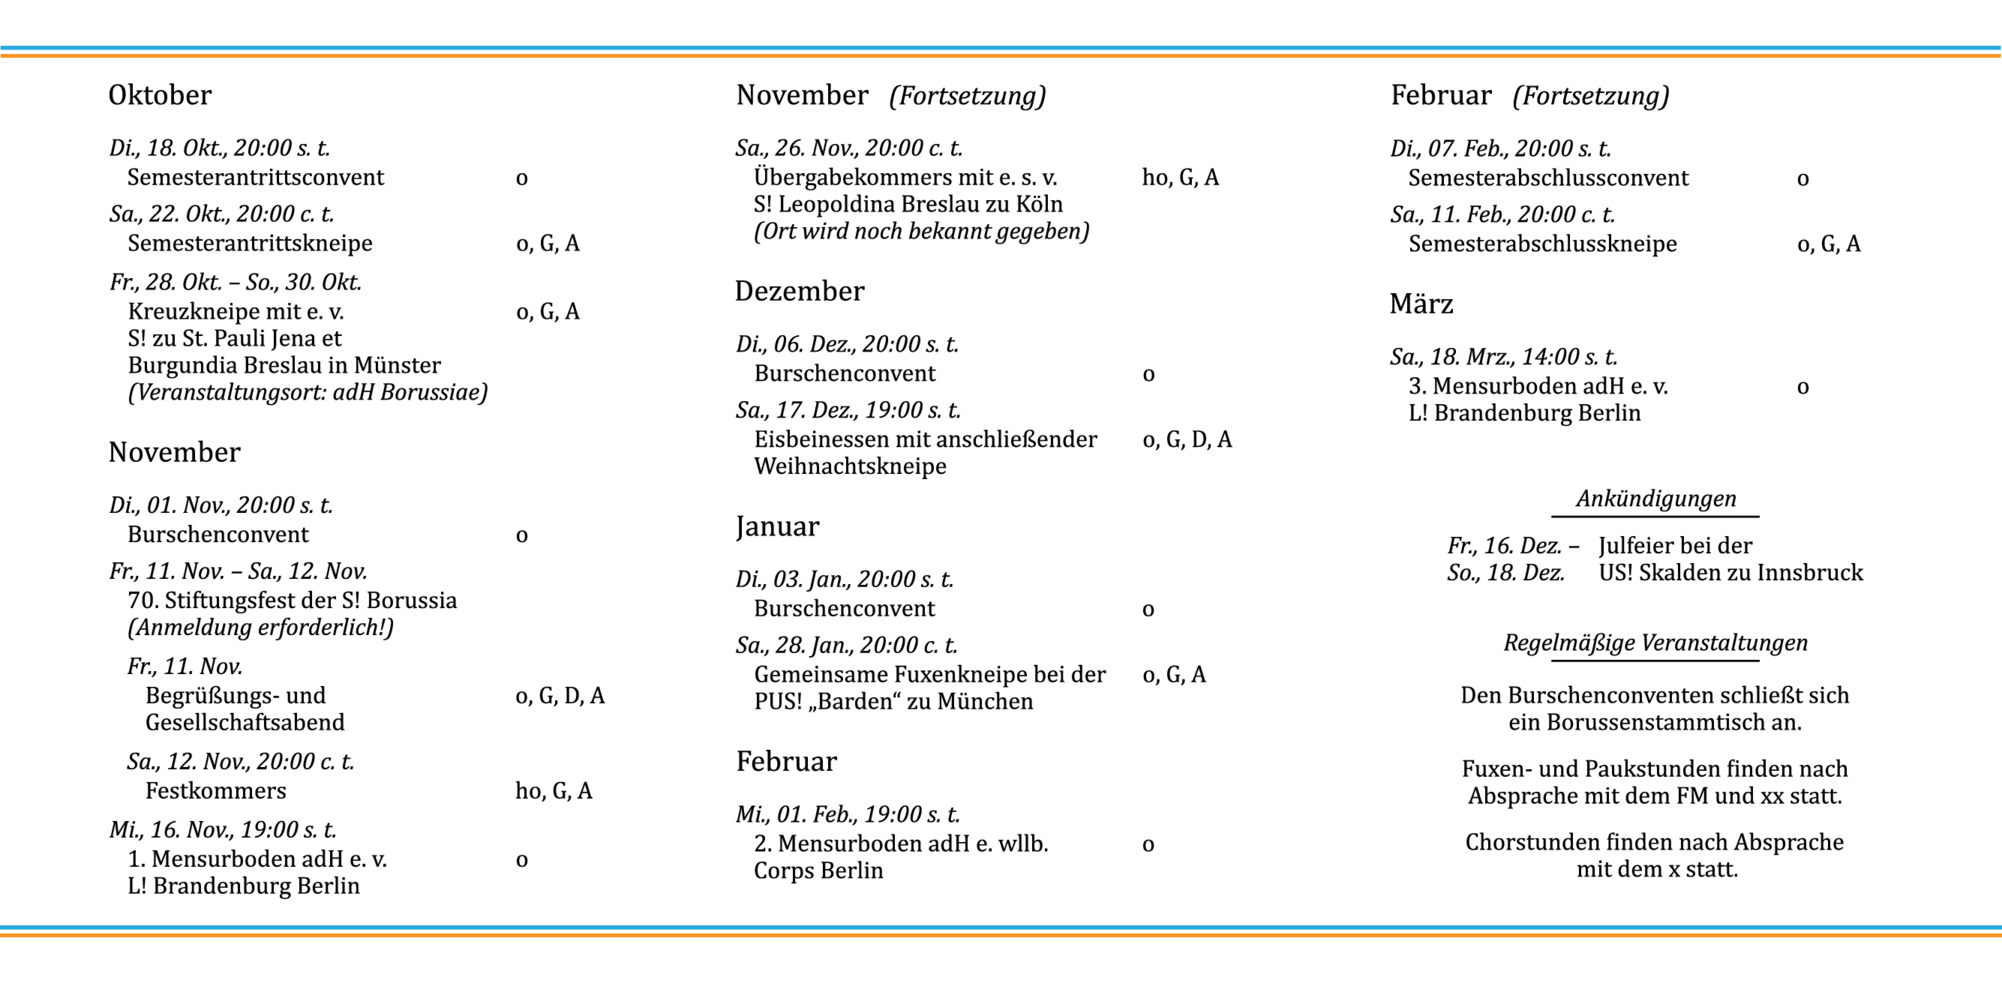 Oktober
Di., 18. Okt., 20:00 s. t.
Semesterantrittsconvent o
Sa., 22. Okt., 20:00 c. t.
Semesterantrittskneipe o, G, A
Fr., 28. Okt. – So., 30. Okt.
Kreuzkneipe mit e. v. o, G, A
S! zu St. Pauli Jena et
Burgundia Breslau in Münster
(Veranstaltungsort: adH Borussiae)
November
Di., 01. Nov., 20:00 s. t.
Burschenconvent o
Fr., 11. Nov. – Sa., 12. Nov.
70. Stiftungsfest der S! Borussia
(Anmeldung erforderlich!)
Fr., 11. Nov.
Begrüßungs- und o, G, D, A
Gesellschaftsabend
Sa., 12. Nov., 20:00 c. t.
Festkommers ho, G, A
Mi., 16. Nov., 19:00 s. t.
1. Mensurboden adH e. v. o
L! Brandenburg Berlin
November (Fortsetzung)
Sa., 26. Nov., 20:00 c. t.
Übergabekommers mit e. s. v. ho, G, A
S! Leopoldina Breslau zu Köln
(Ort wird noch bekannt gegeben)
Dezember
Di., 06. Dez., 20:00 s. t.
Burschenconvent o
Sa., 17. Dez., 19:00 s. t.
Eisbeinessen mit anschließender o, G, D, A
Weihnachtskneipe
Januar
Di., 03. Jan., 20:00 s. t.
Burschenconvent o
Sa., 28. Jan., 20:00 c. t.
Gemeinsame Fuxenkneipe bei der o, G, A
PUS! „Barden“ zu München
Februar
Mi., 01. Feb., 19:00 s. t.
2. Mensurboden adH e. wllb. o
Corps Berlin
Februar (Fortsetzung)
Di., 07. Feb., 20:00 s. t.
Semesterabschlussconvent o
Sa., 11. Feb., 20:00 c. t.
Semesterabschlusskneipe o, G, A
März
Sa., 18. Mrz., 14:00 s. t.
3. Mensurboden adH e. v. o
L! Brandenburg Berlin
Ankündigungen
Fr., 16. Dez. – Julfeier bei der
So., 18. Dez. US! Skalden zu Innsbruck
Regelmäßige Veranstaltungen
Den Burschenconventen schließt sich
ein Borussenstammtisch an.
Fuxen- und Paukstunden finden nach
Absprache mit dem FM und xx statt.
Chorstunden finden nach Absprache
mit dem x statt.